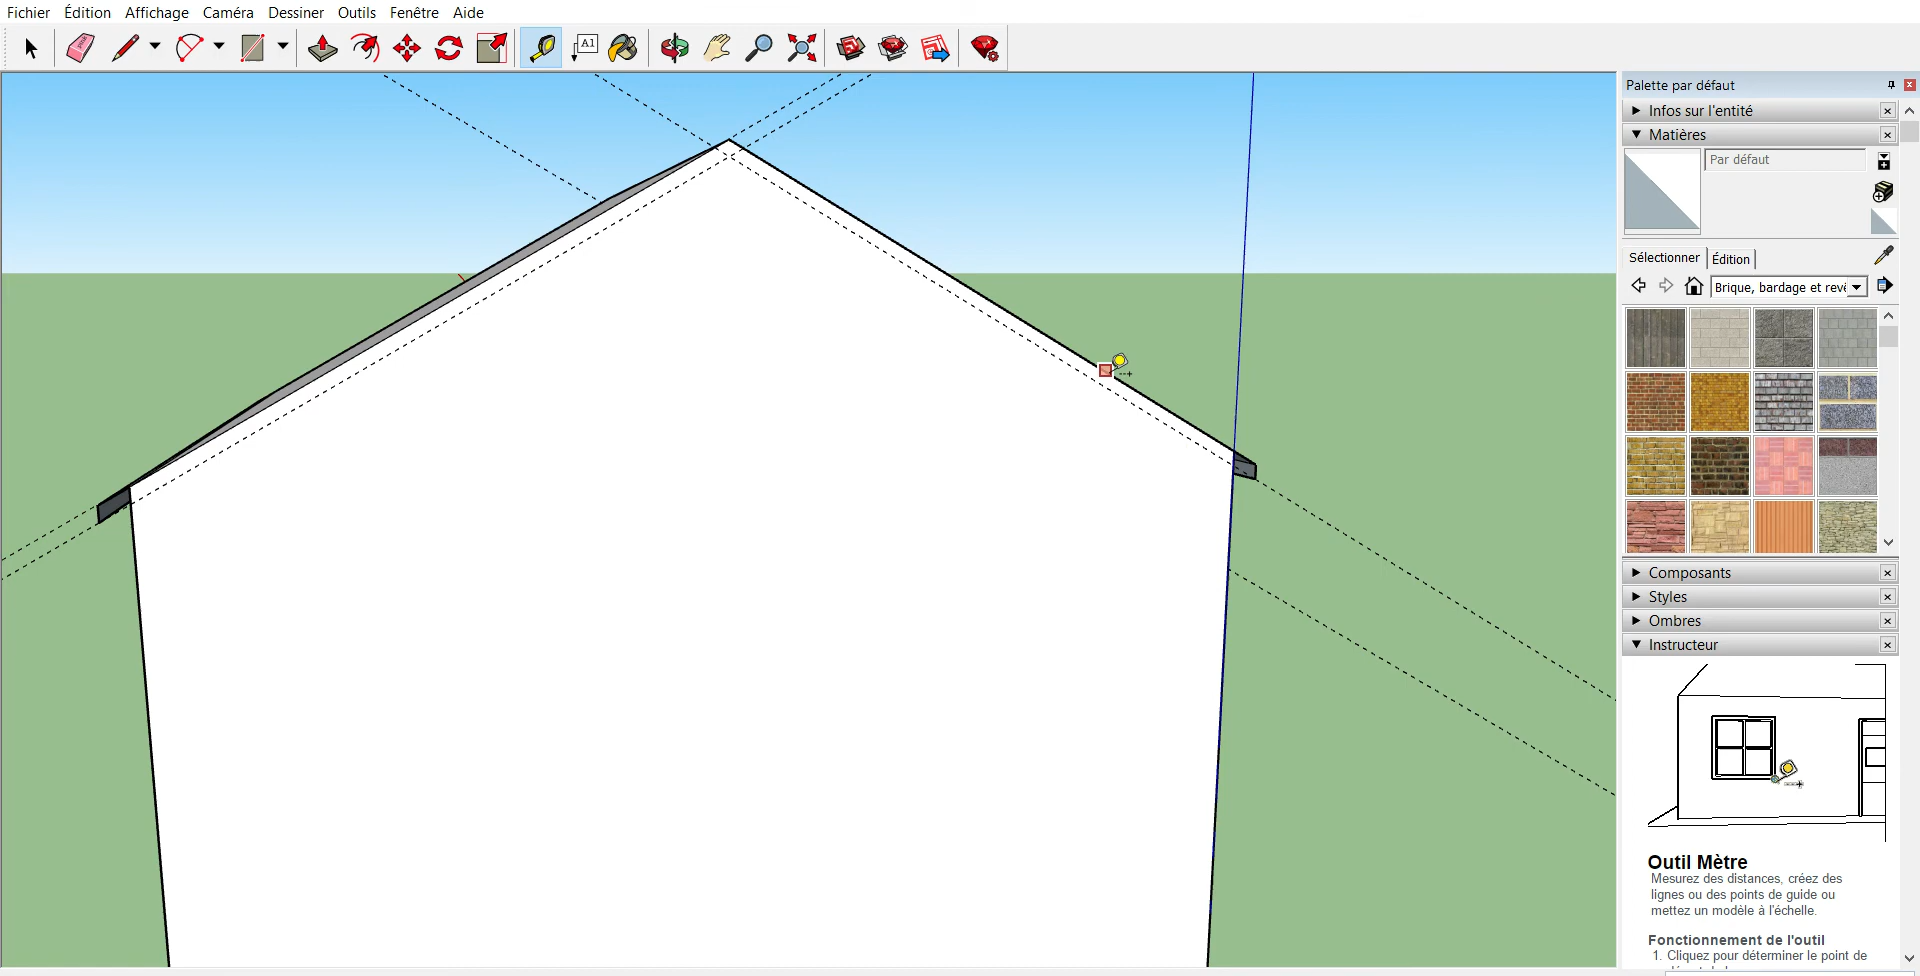 Fichier Édition Affichage Caméra Dessiner Outils Fenêtre Aide
A1
Palette par défaut
Infos sur l'entité
Matières
Par défaut
Sélectionner Édition
Brique, bardage et revê
Composants
Styles
Ombres
Instructeur
Outil Mètre
Mesurez des distances, créez des
lignes ou des points de guide ou
mettez un modèle à l'échelle.
Fonctionnement de l'outil
1. Cliquez pour déterminer le point de